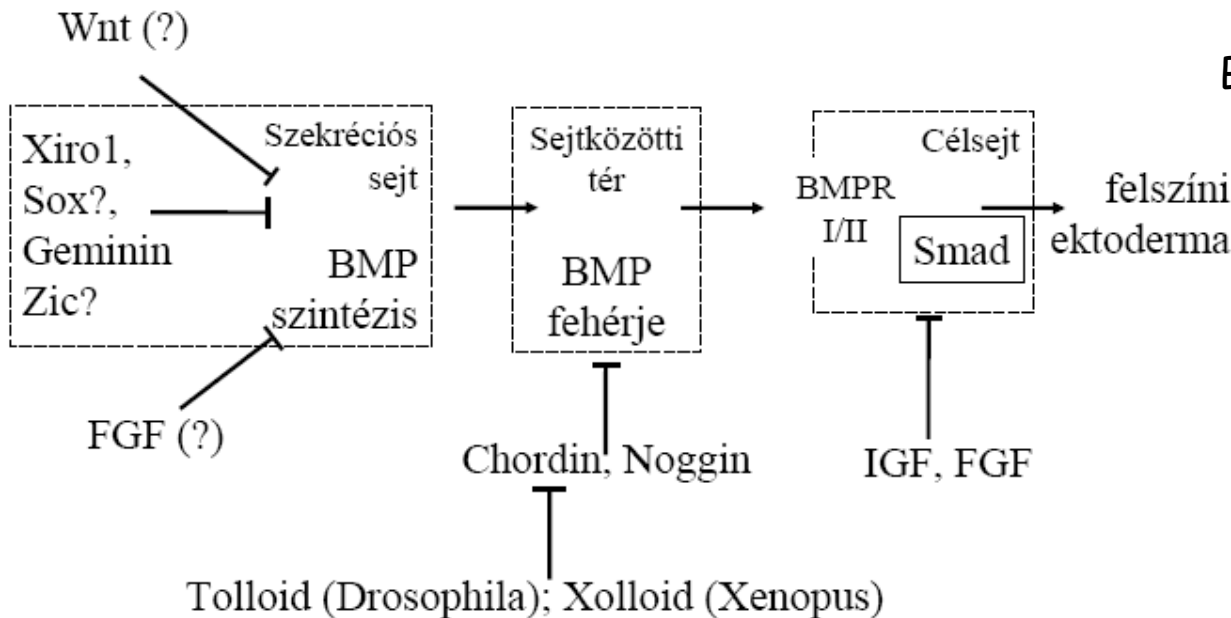 Wnt (?)
Xiro1,
Sox?,
Geminin
Zic?
Szekréciós
sejt
BMP
szintézis
FGF (?)
Sejtközötti
tér
BMP
fehérje
Chordin, Noggin
Tolloid (Drosophila); Xolloid (Xenopus)
Célsejt
BMPR
I/II
Smad
IGF, FGF
felszíni
ektoderma